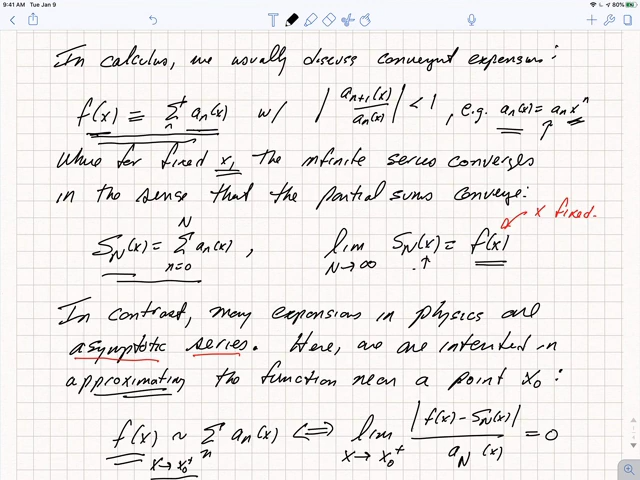 9:41 AM Tue Jan 9
80%
In calculus, we usually discuss convergent expansions:
f(x) = ∑_n a_n(x) w/ |a_{n+1}(x)/a_n(x)| < 1, e.g. a_n(x) = a_n x^n
where for fixed x, the infinite series converges
in the sense that the partial sums converge:
x fixed.
S_N(x) = ∑_{n=0}^N a_n(x), lim_{N→∞} S_N(x) = f(x)
In contrast, many expansions in physics are
asymptotic series. Here, we are interested in
approximating the function near a point x_0:
f(x) ~ ∑_n a_n(x) ⟺ lim_{x→x_0^+} |f(x) - S_N(x)| / a_N(x) = 0
x→x_0^+